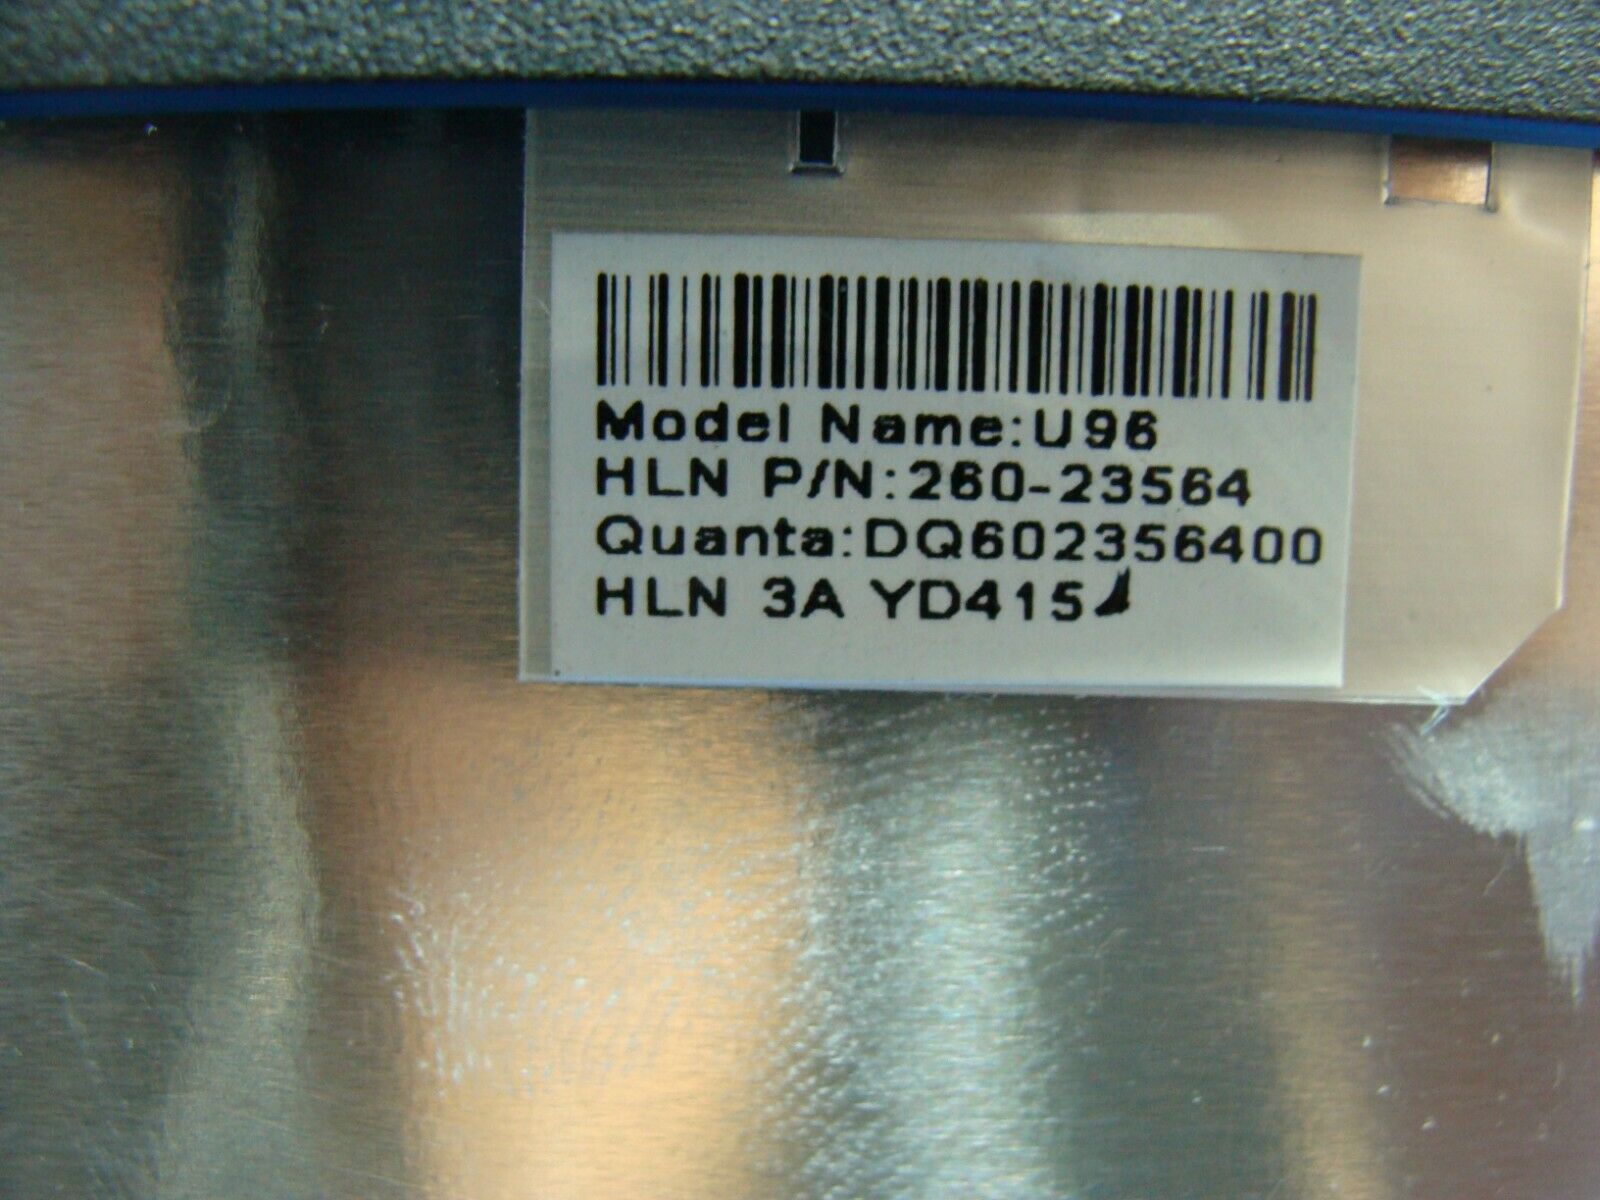 Model Name:U96
HLN P/N:260-23564
Quanta:DQ602356400
HLN 3A YD415